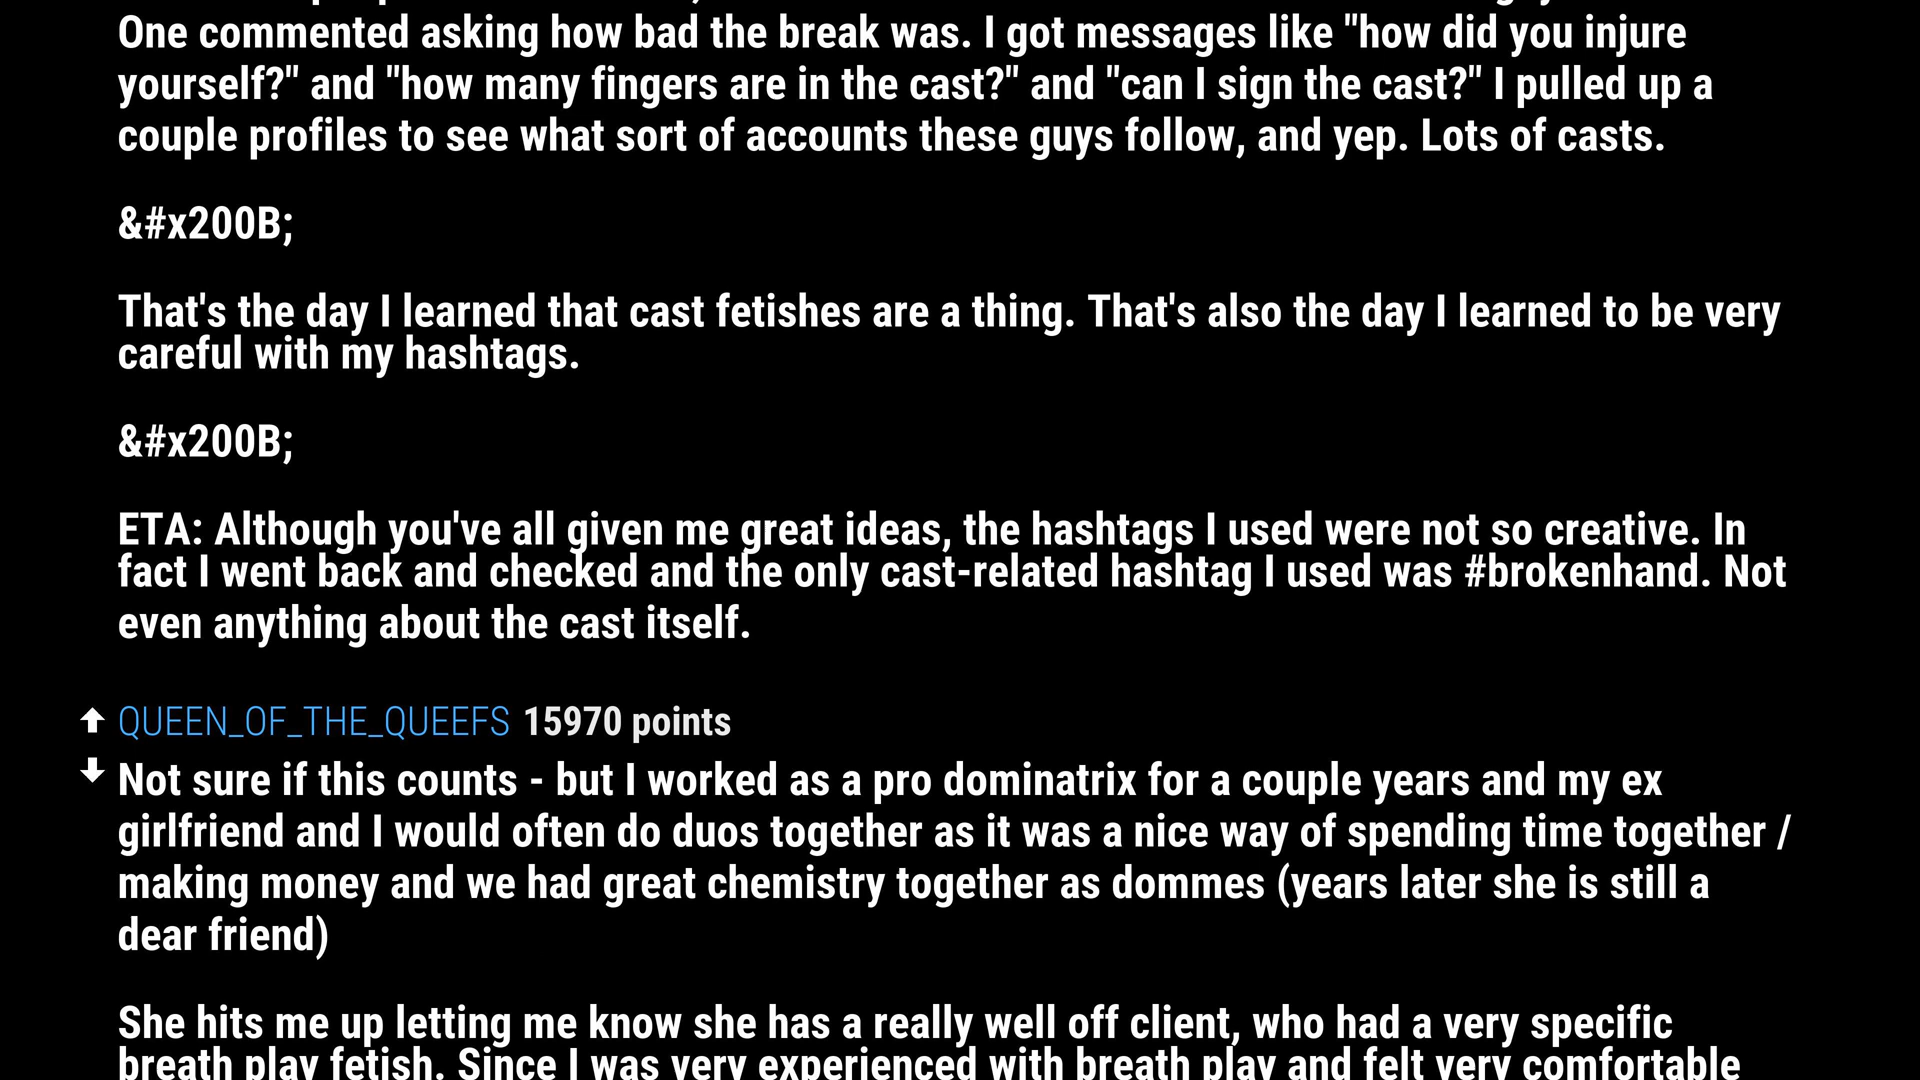 One commented asking how bad the break was. I got messages like "how did you injure
yourself?" and "how many fingers are in the cast?" and "can I sign the cast?" I pulled up a
couple profiles to see what sort of accounts these guys follow, and yep. Lots of casts.
&#x200B;
That's the day I learned that cast fetishes are a thing. That's also the day I learned to be very
careful with my hashtags.
&#x200B;
ETA: Although you've all given me great ideas, the hashtags I used were not so creative. In
fact I went back and checked and the only cast-related hashtag I used was #brokenhand. Not
even anything about the cast itself.
QUEEN_OF_THE_QUEEFS 15970 points
Not sure if this counts - but I worked as a pro dominatrix for a couple years and my ex
girlfriend and I would often do duos together as it was a nice way of spending time together /
making money and we had great chemistry together as dommes (years later she is still a
dear friend)
She hits me up letting me know she has a really well off client, who had a very specific
breath play fetish. Since I was very experienced with breath play and felt very comfortable